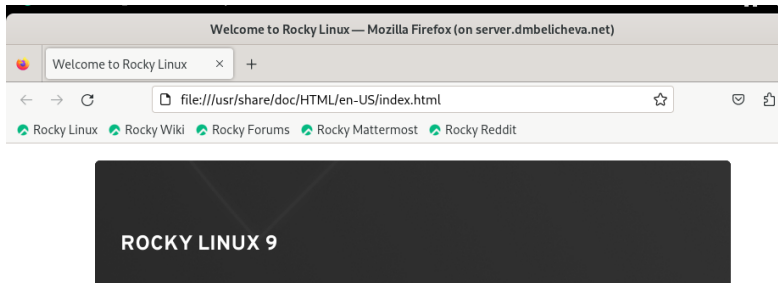 Welcome to Rocky Linux — Mozilla Firefox (on server.dmbelicheva.net)
Welcome to Rocky Linux
file:///usr/share/doc/HTML/en-US/index.html
Rocky Linux Rocky Wiki Rocky Forums Rocky Mattermost Rocky Reddit
ROCKY LINUX 9